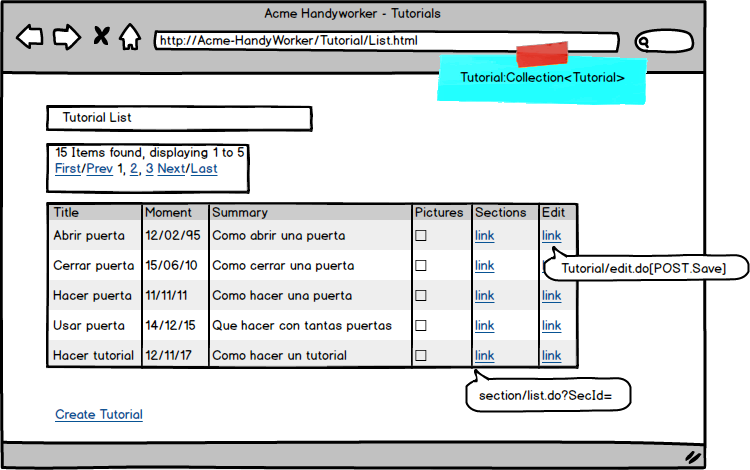 Acme Handyworker - Tutorials
http://Acme-HandyWorker/Tutorial/List.html
Tutorial:Collection<Tutorial>
Tutorial List
15 Items found, displaying 1 to 5
First/Prev 1, 2, 3 Next/Last
Title Moment Summary Pictures Sections Edit
Abrir puerta 12/02/95 Como abrir una puerta link link
Cerrar puerta 15/06/10 Como cerrar una puerta link
Tutorial/edit.do[POST.Save]
Hacer puerta 11/11/11 Como hacer una puerta link link
Usar puerta 14/12/15 Que hacer con tantas puertas link link
Hacer tutorial 12/11/17 Como hacer un tutorial link link
section/list.do?SecId=
Create Tutorial